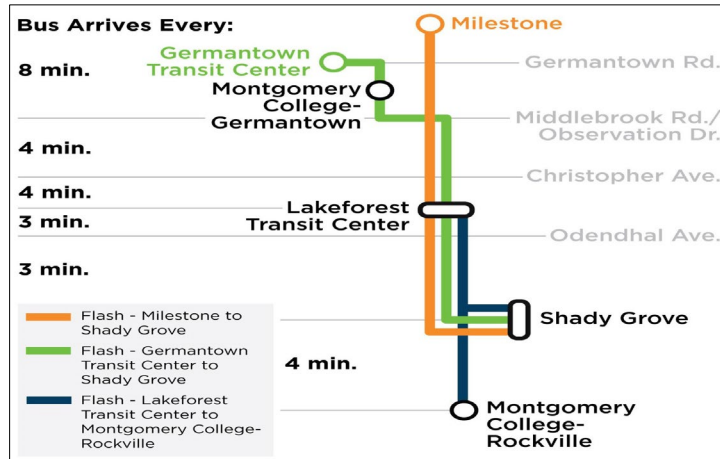 Bus Arrives Every:
Milestone
Germantown
Transit Center
Germantown Rd.
8 min.
Montgomery
College-
Germantown
Middlebrook Rd./
Observation Dr.
4 min.
Christopher Ave.
4 min.
Lakeforest
Transit Center
3 min.
Odendhal Ave.
3 min.
Flash - Milestone to
Shady Grove
Shady Grove
Flash - Germantown
Transit Center to
Shady Grove
4 min.
Flash - Lakeforest
Transit Center to
Montgomery College-
Rockville
Montgomery
College-
Rockville